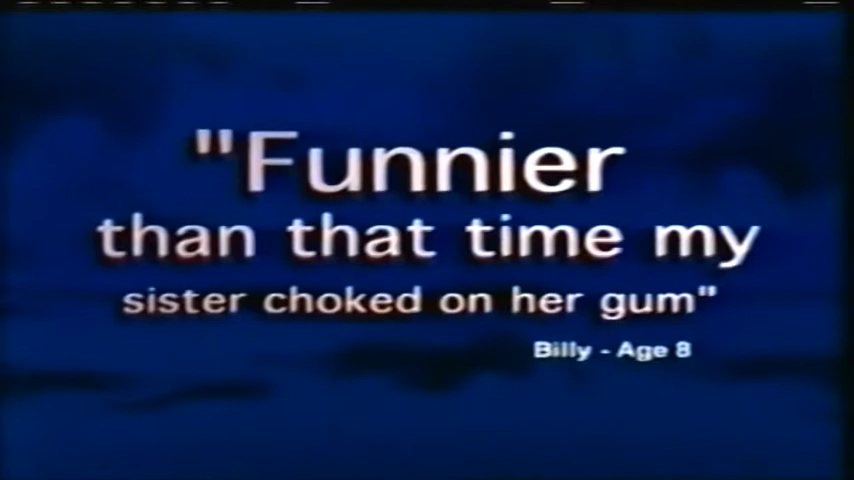 "Funnier
than that time my
sister choked on her gum"
Billy - Age 8